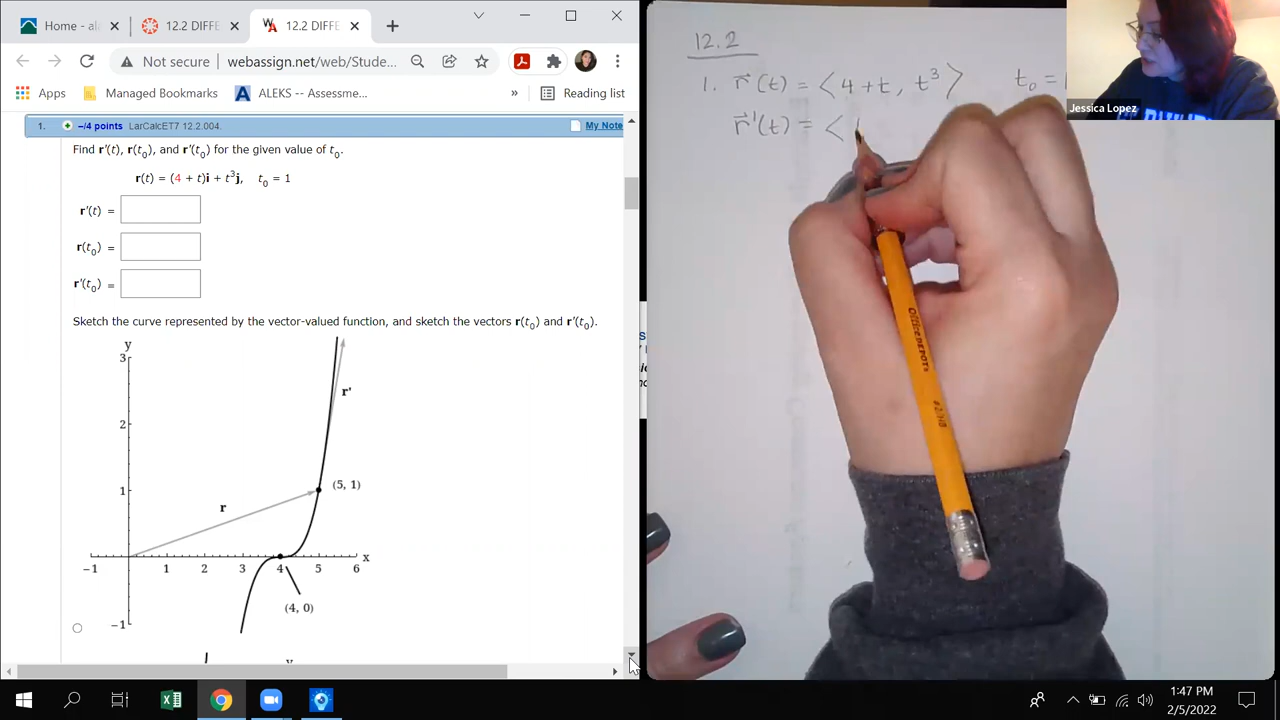 Home - al
12.2 DIFFE
12.2 DIFFE
Not secure
webassign.net/web/Stude...
Apps
Managed Bookmarks
ALEKS -- Assessme...
»
Reading list
1.
–/4 points
LarCalcET7 12.2.004.
My Note
Find r′(t), r(t₀), and r′(t₀) for the given value of t₀.
r(t) = (4 + t)i + t³j, t₀ = 1
r′(t) =
r(t₀) =
r′(t₀) =
Sketch the curve represented by the vector-valued function, and sketch the vectors r(t₀) and r′(t₀).
y
3
r′
2
1
(5, 1)
r
x
−1
1
2
3
4
5
6
(4, 0)
−1
y
12.2
1. r⃗(t) = ⟨4+t, t³⟩ t₀ =
r⃗'(t) = ⟨
Office DEPOT
Jessica Lopez
1:47 PM
2/5/2022